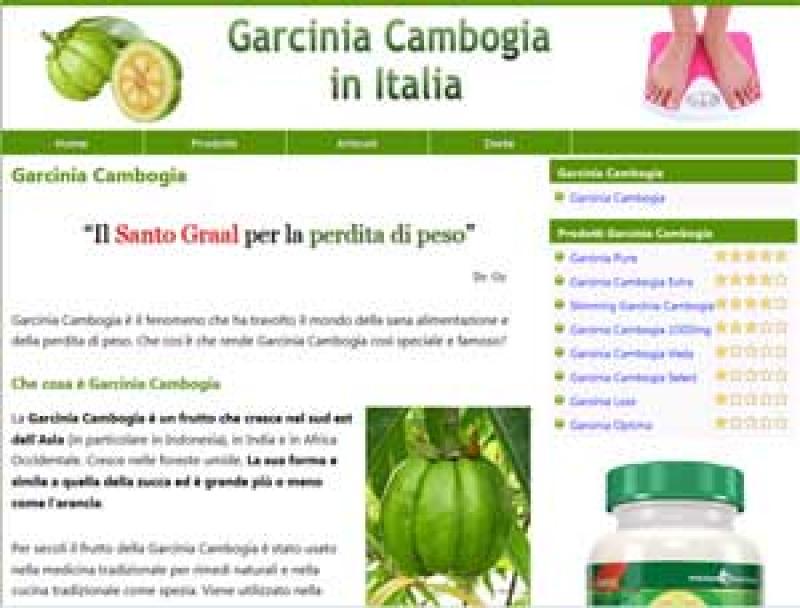 Garcinia Cambogia
in Italia
Home
Prodotti
Articoli
Diete
Garcinia Cambogia
“Il Santo Graal per la perdita di peso”
Dr. Oz
Garcinia Cambogia è il fenomeno che ha travolto il mondo della sana alimentazione e
della perdita di peso. Che cos'è che rende Garcinia Cambogia così speciale e famoso?
Che cosa è Garcinia Cambogia
La Garcinia Cambogia è un frutto che cresce nel sud est
dell'Asia (in particolare in Indonesia), in India e in Africa
Occidentale. Cresce nelle foreste umide. La sua forma è
simile a quella della zucca ed è grande più o meno
come l'arancia.
Per secoli il frutto della Garcinia Cambogia è stato usato
nella medicina tradizionale per rimedi naturali e nella
cucina tradizionale come spezia. Viene utilizzato nella
Garcinia Cambogia
Garcinia Cambogia
Prodotti Garcinia Cambogia
Garcinia Pure
Garcinia Cambogia Extra
Slimming Garcinia Cambogia
Garcinia Cambogia 1000mg
Garcinia Cambogia Veda
Garcinia Cambogia Select
Garcinia Lean
Garcinia Optima